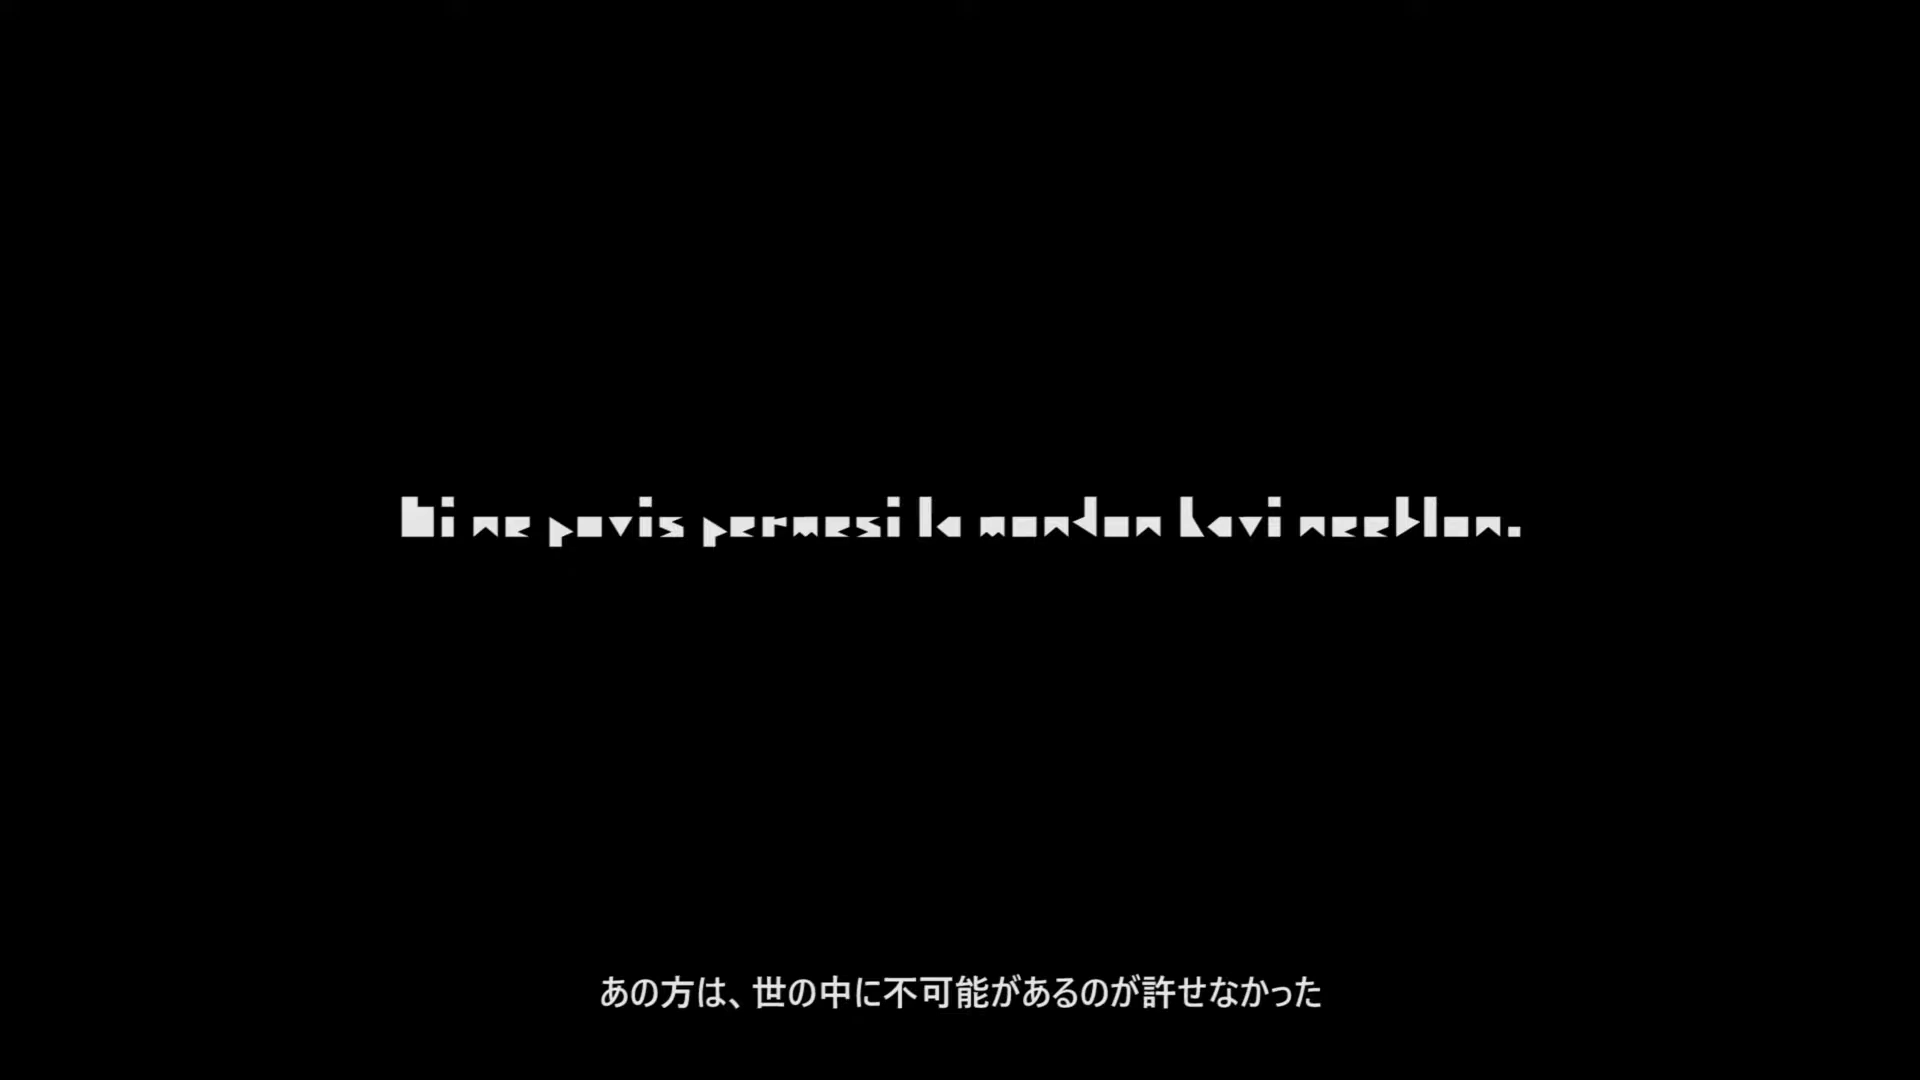 Li ne povis permesi la mondon havi neeblon.
あの方は、世の中に不可能があるのが許せなかった